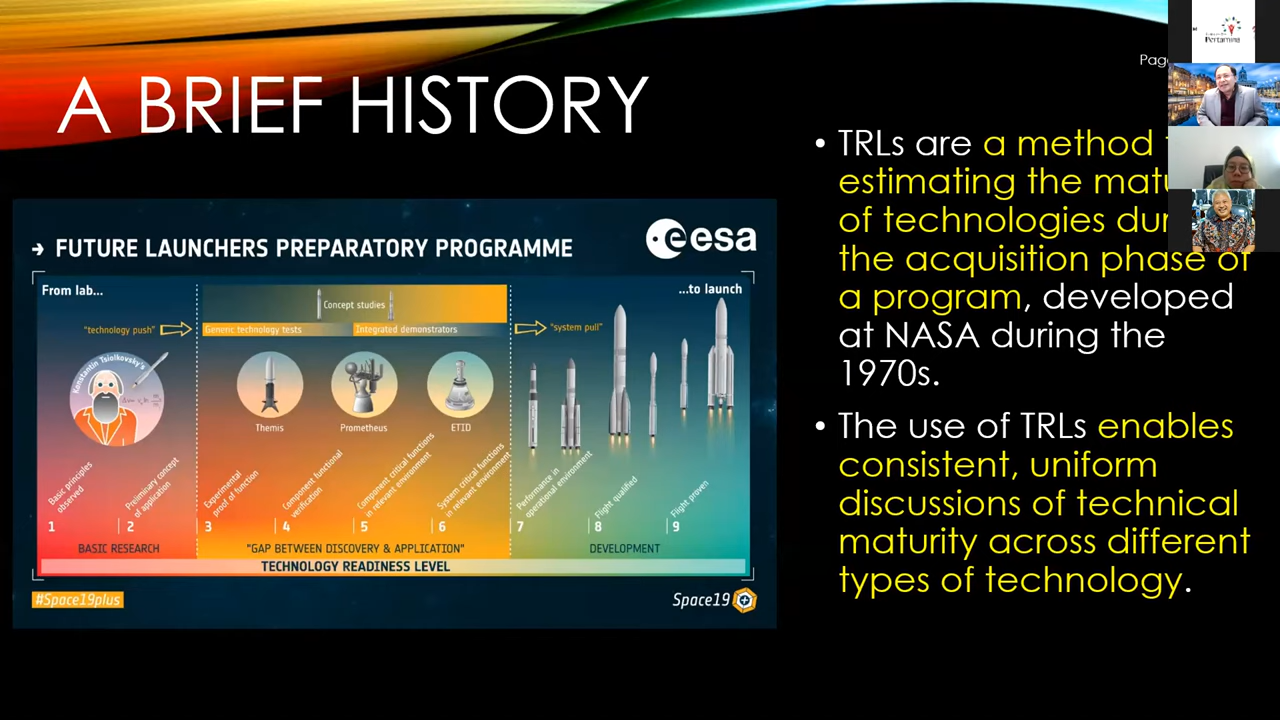 A BRIEF HISTORY
Pertamina
→ FUTURE LAUNCHERS PREPARATORY PROGRAMME
esa
From lab...
...to launch
Concept studies
"technology push"
Generic technology tests
Integrated demonstrators
"system pull"
Konstantin Tsiolkovsky's
Themis
Prometheus
ETID
Basic principles
observed
Preliminary concept
of application
Experimental
proof of function
Component functional
verification
Component critical functions
in relevant environment
System critical functions
in relevant environment
Performance in
operational environment
Flight qualified
Flight proven
1 2 3 4 5 6 7 8 9
BASIC RESEARCH
"GAP BETWEEN DISCOVERY & APPLICATION"
DEVELOPMENT
TECHNOLOGY READINESS LEVEL
#Space19plus
Space19
• TRLs are a method
estimating the
of technologies
the acquisition phase of
a program, developed
at NASA during the
1970s.
• The use of TRLs enables
consistent, uniform
discussions of technical
maturity across different
types of technology.